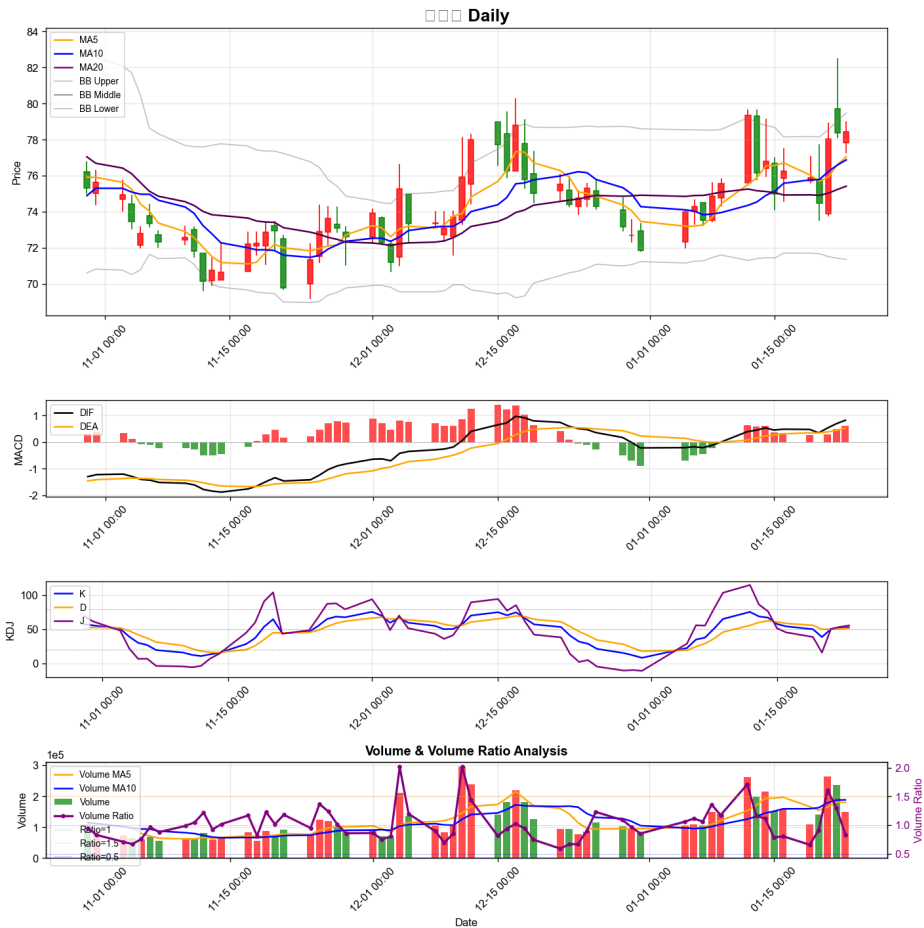 Daily
84
82
80
78
76
74
72
70
Price
MA5
MA10
MA20
BB Upper
BB Middle
BB Lower
11-01 00:00
11-15 00:00
12-01 00:00
12-15 00:00
01-01 00:00
01-15 00:00
1
0
-1
-2
MACD
DIF
DEA
11-01 00:00
11-15 00:00
12-01 00:00
12-15 00:00
01-01 00:00
01-15 00:00
100
50
0
KDJ
K
D
J
11-01 00:00
11-15 00:00
12-01 00:00
12-15 00:00
01-01 00:00
01-15 00:00
Volume & Volume Ratio Analysis
1e5
3
2
1
0
Volume
Volume MA5
Volume MA10
Volume
Volume Ratio
Ratio=1
Ratio=1.5
Ratio=0.5
2.0
1.5
1.0
0.5
Volume Ratio
11-01 00:00
11-15 00:00
12-01 00:00
12-15 00:00
01-01 00:00
01-15 00:00
Date